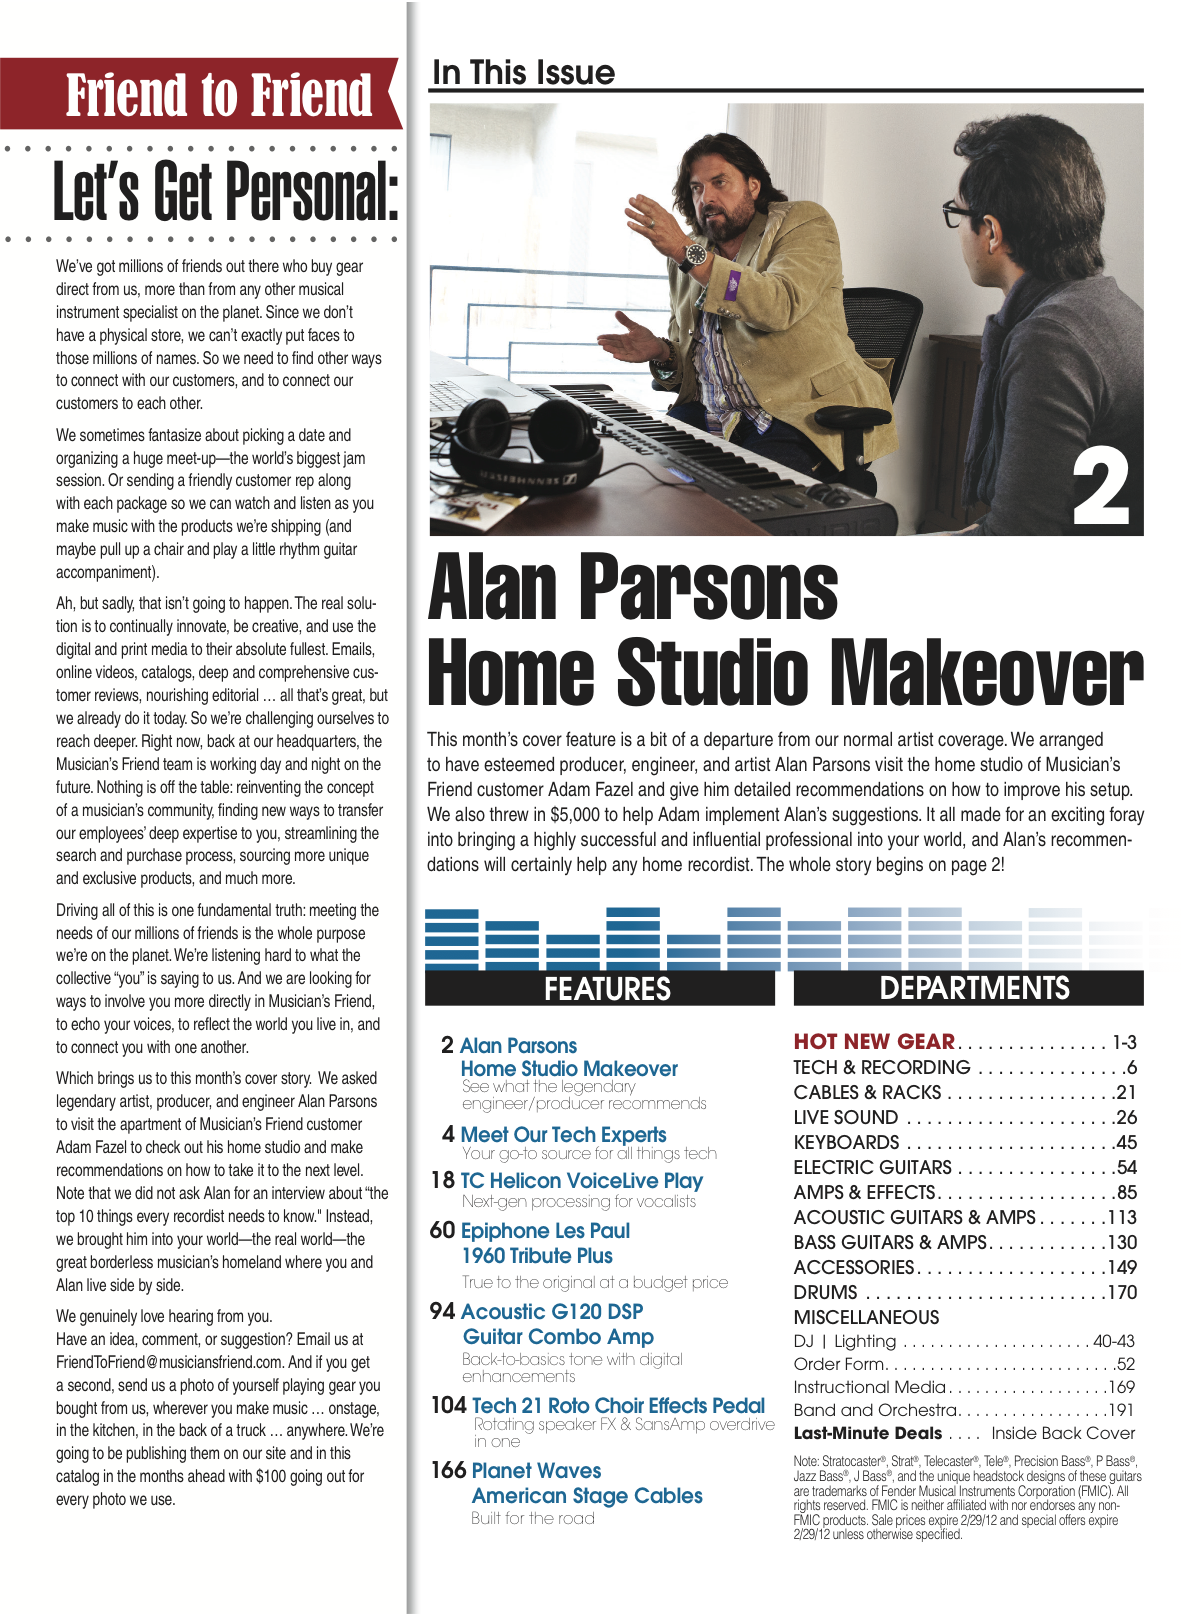 Friend to Friend
Let's Get Personal:
We've got millions of friends out there who buy gear
direct from us, more than from any other musical
instrument specialist on the planet. Since we don't
have a physical store, we can't exactly put faces to
those millions of names. So we need to find other ways
to connect with our customers, and to connect our
customers to each other.
We sometimes fantasize about picking a date and
organizing a huge meet-up—the world's biggest jam
session. Or sending a friendly customer rep along
with each package so we can watch and listen as you
make music with the products we're shipping (and
maybe pull up a chair and play a little rhythm guitar
accompaniment).
Ah, but sadly, that isn't going to happen. The real solu-
tion is to continually innovate, be creative, and use the
digital and print media to their absolute fullest. Emails,
online videos, catalogs, deep and comprehensive cus-
tomer reviews, nourishing editorial … all that's great, but
we already do it today. So we're challenging ourselves to
reach deeper. Right now, back at our headquarters, the
Musician's Friend team is working day and night on the
future. Nothing is off the table: reinventing the concept
of a musician's community, finding new ways to transfer
our employees' deep expertise to you, streamlining the
search and purchase process, sourcing more unique
and exclusive products, and much more.
Driving all of this is one fundamental truth: meeting the
needs of our millions of friends is the whole purpose
we're on the planet. We're listening hard to what the
collective "you" is saying to us. And we are looking for
ways to involve you more directly in Musician's Friend,
to echo your voices, to reflect the world you live in, and
to connect you with one another.
Which brings us to this month's cover story. We asked
legendary artist, producer, and engineer Alan Parsons
to visit the apartment of Musician's Friend customer
Adam Fazel to check out his home studio and make
recommendations on how to take it to the next level.
Note that we did not ask Alan for an interview about "the
top 10 things every recordist needs to know." Instead,
we brought him into your world—the real world—the
great borderless musician's homeland where you and
Alan live side by side.
We genuinely love hearing from you.
Have an idea, comment, or suggestion? Email us at
FriendToFriend@musiciansfriend.com. And if you get
a second, send us a photo of yourself playing gear you
bought from us, wherever you make music … onstage,
in the kitchen, in the back of a truck … anywhere. We're
going to be publishing them on our site and in this
catalog in the months ahead with $100 going out for
every photo we use.
In This Issue
SENNHEISER
2
Alan Parsons
Home Studio Makeover
This month's cover feature is a bit of a departure from our normal artist coverage. We arranged
to have esteemed producer, engineer, and artist Alan Parsons visit the home studio of Musician's
Friend customer Adam Fazel and give him detailed recommendations on how to improve his setup.
We also threw in $5,000 to help Adam implement Alan's suggestions. It all made for an exciting foray
into bringing a highly successful and influential professional into your world, and Alan's recommen-
dations will certainly help any home recordist. The whole story begins on page 2!
FEATURES
2 Alan Parsons
Home Studio Makeover
See what the legendary
engineer/producer recommends
4 Meet Our Tech Experts
Your go-to source for all things tech
18 TC Helicon VoiceLive Play
Next-gen processing for vocalists
60 Epiphone Les Paul
1960 Tribute Plus
True to the original at a budget price
94 Acoustic G120 DSP
Guitar Combo Amp
Back-to-basics tone with digital
enhancements
104 Tech 21 Roto Choir Effects Pedal
Rotating speaker FX & SansAmp overdrive
in one
166 Planet Waves
American Stage Cables
Built for the road
DEPARTMENTS
HOT NEW GEAR . . . . . . . . . . . . . . . 1-3
TECH & RECORDING . . . . . . . . . . . . . . .6
CABLES & RACKS . . . . . . . . . . . . . . . . .21
LIVE SOUND . . . . . . . . . . . . . . . . . . . . .26
KEYBOARDS . . . . . . . . . . . . . . . . . . . . .45
ELECTRIC GUITARS . . . . . . . . . . . . . . . .54
AMPS & EFFECTS. . . . . . . . . . . . . . . . . .85
ACOUSTIC GUITARS & AMPS . . . . . . .113
BASS GUITARS & AMPS. . . . . . . . . . . .130
ACCESSORIES. . . . . . . . . . . . . . . . . . .149
DRUMS . . . . . . . . . . . . . . . . . . . . . . . .170
MISCELLANEOUS
DJ | Lighting . . . . . . . . . . . . . . . . . . . . . 40-43
Order Form. . . . . . . . . . . . . . . . . . . . . . . . . .52
Instructional Media . . . . . . . . . . . . . . . . . .169
Band and Orchestra. . . . . . . . . . . . . . . . .191
Last-Minute Deals . . . . Inside Back Cover
Note: Stratocaster®, Strat®, Telecaster®, Tele®, Precision Bass®, P Bass®,
Jazz Bass®, J Bass®, and the unique headstock designs of these guitars
are trademarks of Fender Musical Instruments Corporation (FMIC). All
rights reserved. FMIC is neither affiliated with nor endorses any non-
FMIC products. Sale prices expire 2/29/12 and special offers expire
2/29/12 unless otherwise specified.